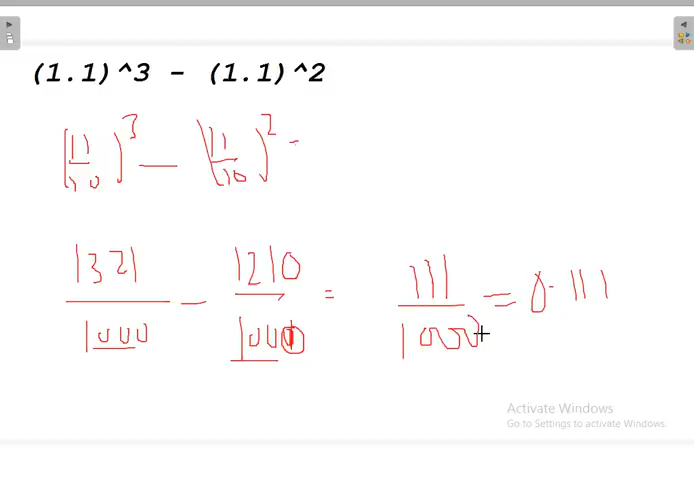 (1.1)^3 - (1.1)^2
(11/10)^3 - (11/10)^2 =
1321/1000 - 1210/1000 = 111/1000 = 0.111
Activate Windows
Go to Settings to activate Windows.